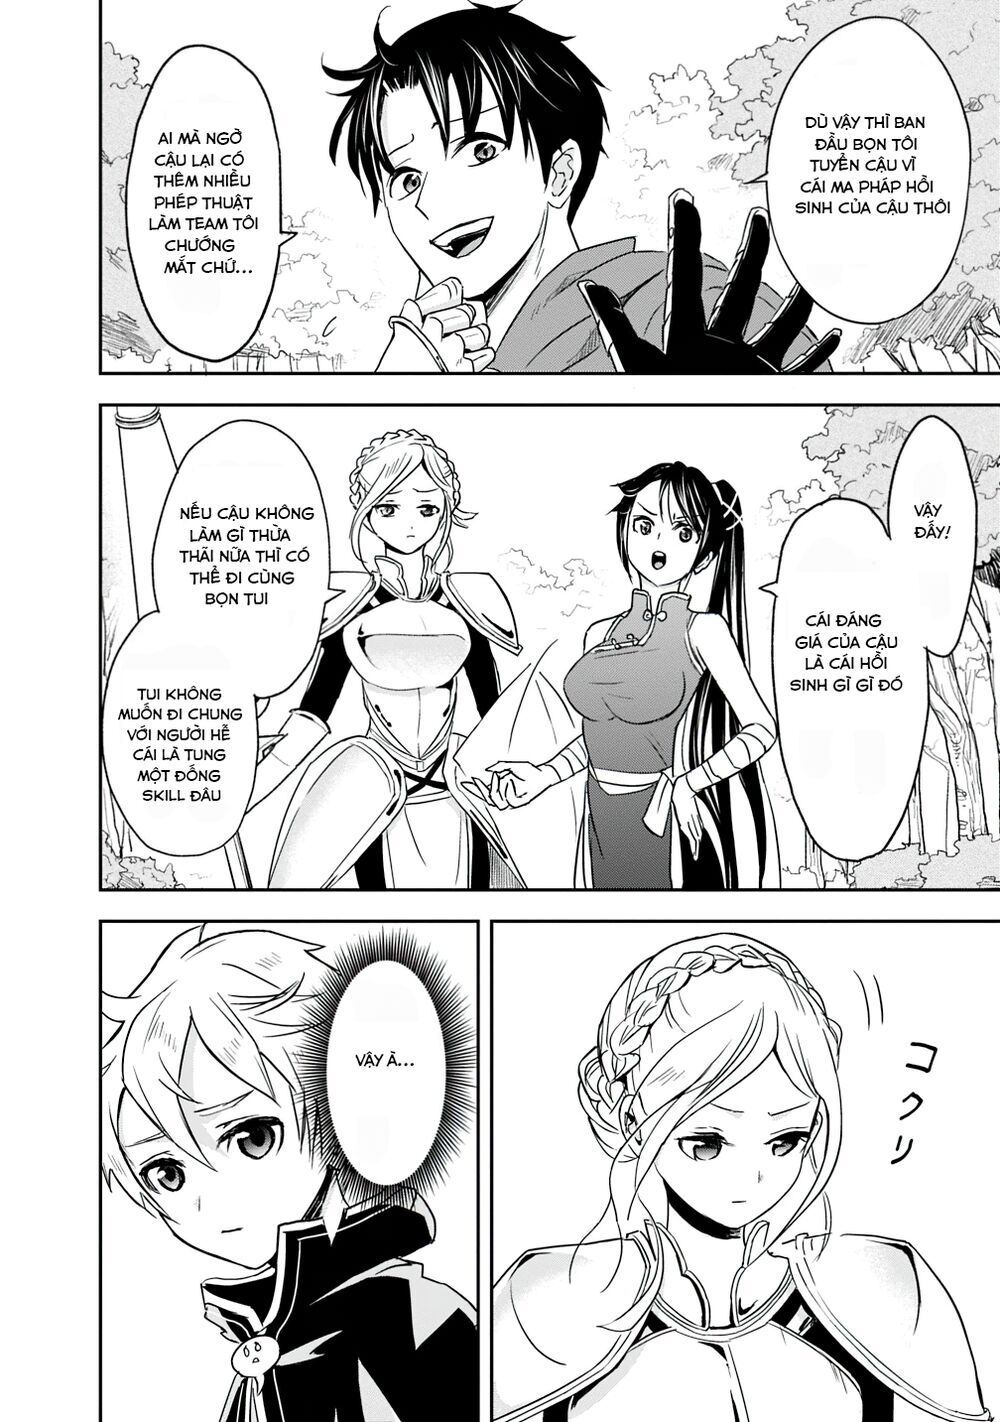 DÙ VẬY THÌ BAN
ĐẦU BỌN TÔI
TUYỂN CẬU VÌ
CÁI MA PHÁP HỒI
SINH CỦA CẬU THÔI
AI MÀ NGỜ
CẬU LẠI CÓ
THÊM NHIỀU
PHÉP THUẬT
LÀM TEAM TÔI
CHƯỚNG
MẮT CHỨ...
VẬY
ĐẤY!
CÁI ĐÁNG
GIÁ CỦA CẬU
LÀ CÁI HỒI
SINH GÌ GÌ ĐÓ
NẾU CẬU KHÔNG
LÀM GÌ THỪA
THÃI NỮA THÌ CÓ
THỂ ĐI CÙNG
BỌN TUI
TUI KHÔNG
MUỐN ĐI CHUNG
VỚI NGƯỜI HỄ
CÁI LÀ TUNG
MỘT ĐỐNG
SKILL ĐÂU
コクリ
VẬY À...